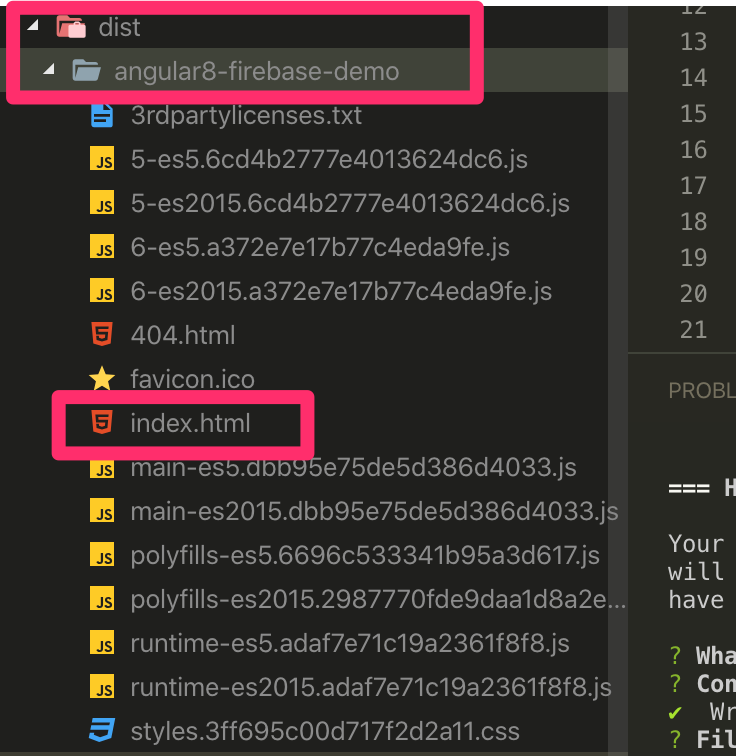 dist
angular8-firebase-demo
3rdpartylicenses.txt
5-es5.6cd4b2777e4013624dc6.js
5-es2015.6cd4b2777e4013624dc6.js
6-es5.a372e7e17b77c4eda9fe.js
6-es2015.a372e7e17b77c4eda9fe.js
404.html
favicon.ico
index.html
main-es5.dbb95e75de5d386d4033.js
main-es2015.dbb95e75de5d386d4033.js
polyfills-es5.6696c533341b95a3d617.js
polyfills-es2015.2987770fde9daa1d8a2e...
runtime-es5.adaf7e71c19a2361f8f8.js
runtime-es2015.adaf7e71c19a2361f8f8.js
styles.3ff695c00d717f2d2a11.css
12
13
14
15
16
17
18
19
20
21
PROBL
=== H
Your
will
have
? Wha
? Con
✔ Wr
? Fil